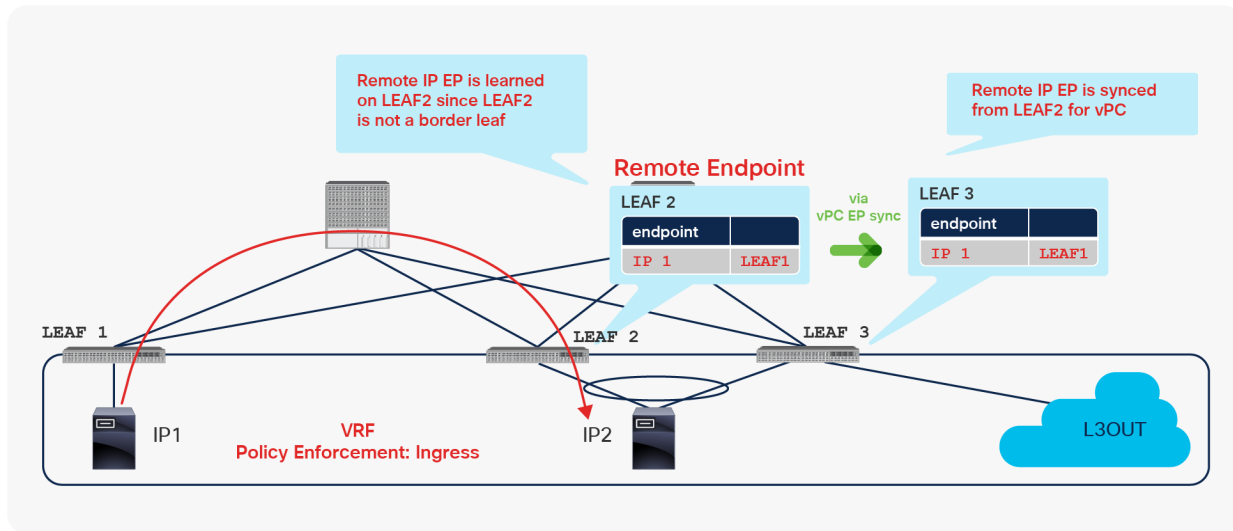 Remote IP EP is learned
on LEAF2 since LEAF2
is not a border leaf
Remote IP EP is synced
from LEAF2 for vPC
Remote Endpoint
LEAF 2
endpoint
IP 1 LEAF1
via
vPC EP sync
LEAF 3
endpoint
IP 1 LEAF1
LEAF 1
LEAF 2
LEAF 3
IP1
VRF
Policy Enforcement: Ingress
IP2
L3OUT